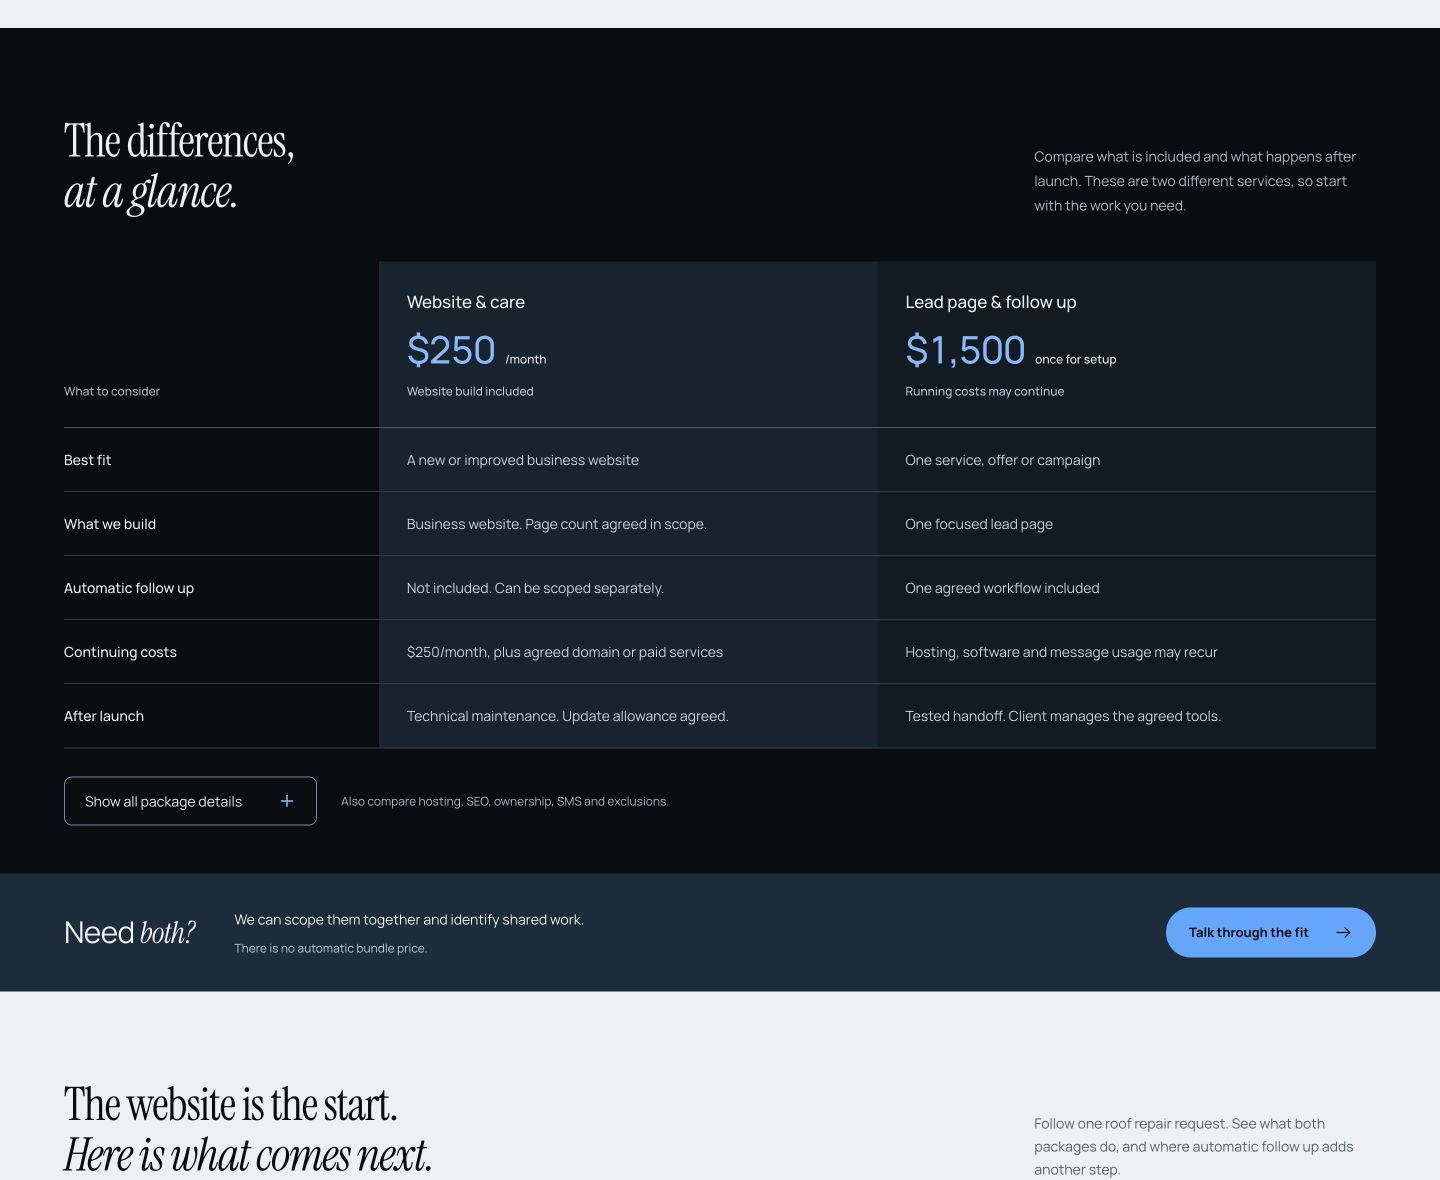 The differences,
at a glance.
Compare what is included and what happens after
launch. These are two different services, so start
with the work you need.
What to consider
Website & care
$250 /month
Website build included
Lead page & follow up
$1,500 once for setup
Running costs may continue
Best fit
A new or improved business website
One service, offer or campaign
What we build
Business website. Page count agreed in scope.
One focused lead page
Automatic follow up
Not included. Can be scoped separately.
One agreed workflow included
Continuing costs
$250/month, plus agreed domain or paid services
Hosting, software and message usage may recur
After launch
Technical maintenance. Update allowance agreed.
Tested handoff. Client manages the agreed tools.
Show all package details +
Also compare hosting, SEO, ownership, SMS and exclusions.
Need both?
We can scope them together and identify shared work.
There is no automatic bundle price.
Talk through the fit →
The website is the start.
Here is what comes next.
Follow one roof repair request. See what both
packages do, and where automatic follow up adds
another step.